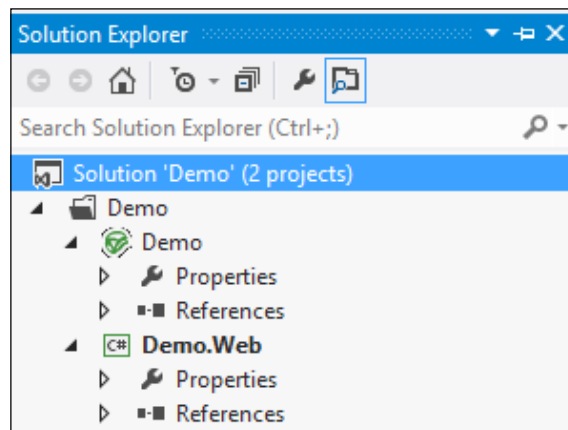 Solution Explorer
Search Solution Explorer (Ctrl+;)
Solution 'Demo' (2 projects)
Demo
Demo
Properties
References
C# Demo.Web
Properties
References